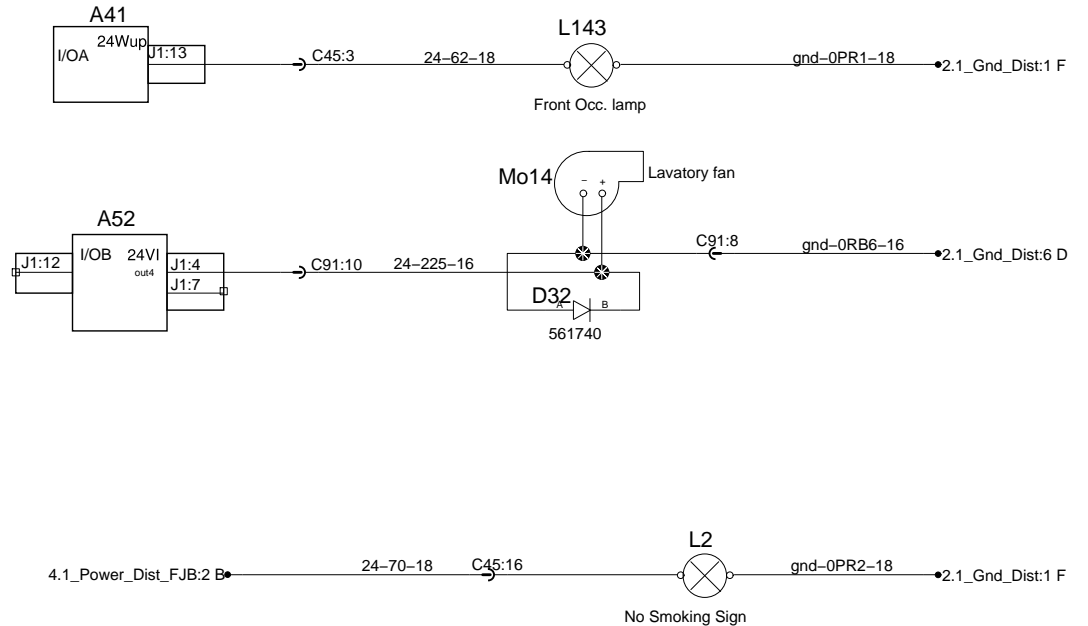 A41
24Wup
I/OA
J1:13
C45:3
24-62-18
L143
gnd-0PR1-18
2.1_Gnd_Dist:1 F
Front Occ. lamp
Mo14
- +
Lavatory fan
A52
I/OB
24VI
out4
J1:12
J1:4
J1:7
C91:10
24-225-16
C91:8
gnd-0RB6-16
2.1_Gnd_Dist:6 D
D32
A
B
561740
4.1_Power_Dist_FJB:2 B
24-70-18
C45:16
L2
gnd-0PR2-18
2.1_Gnd_Dist:1 F
No Smoking Sign